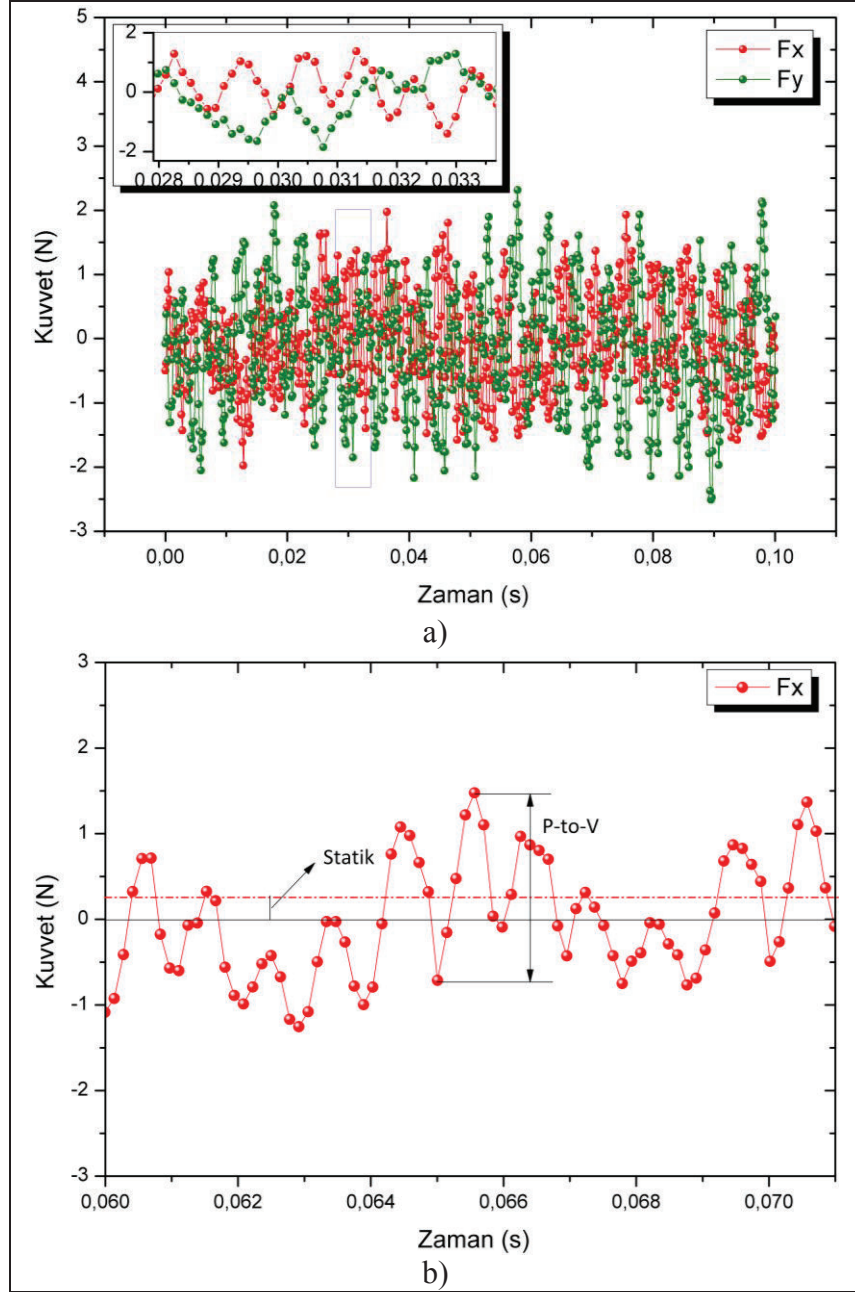 5
4
3
2
1
0
-1
-2
-3
Kuvvet (N)
2
0
-2
0.028 0.029 0.030 0.031 0.032 0.033
Fx
Fy
0,00 0,02 0,04 0,06 0,08 0,10
Zaman (s)
a)
3
2
1
0
-1
-2
-3
Kuvvet (N)
Fx
P-to-V
Statik
0,060 0,062 0,064 0,066 0,068 0,070
Zaman (s)
b)